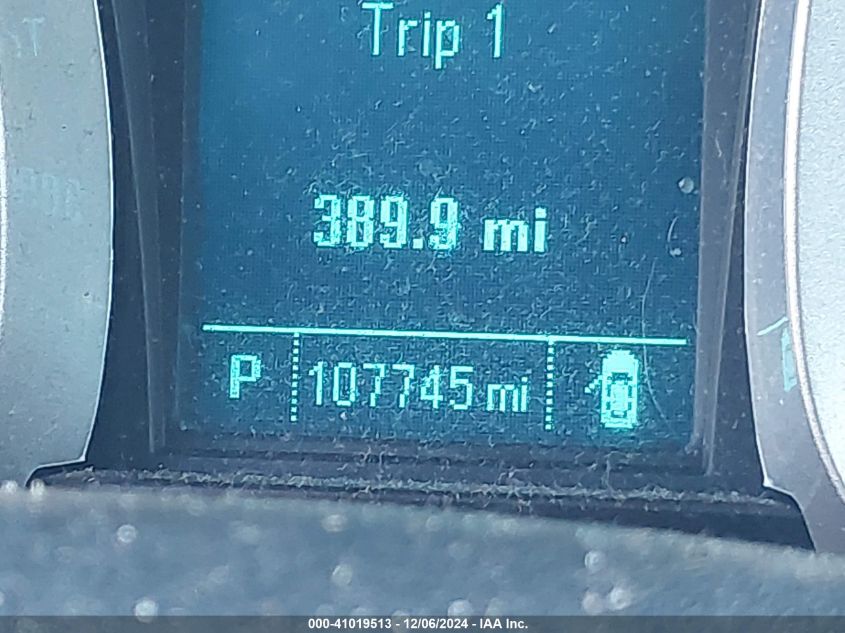 Trip 1
389.9 mi
P 107745 mi
000-41019513 - 12/06/2024 - IAA Inc.